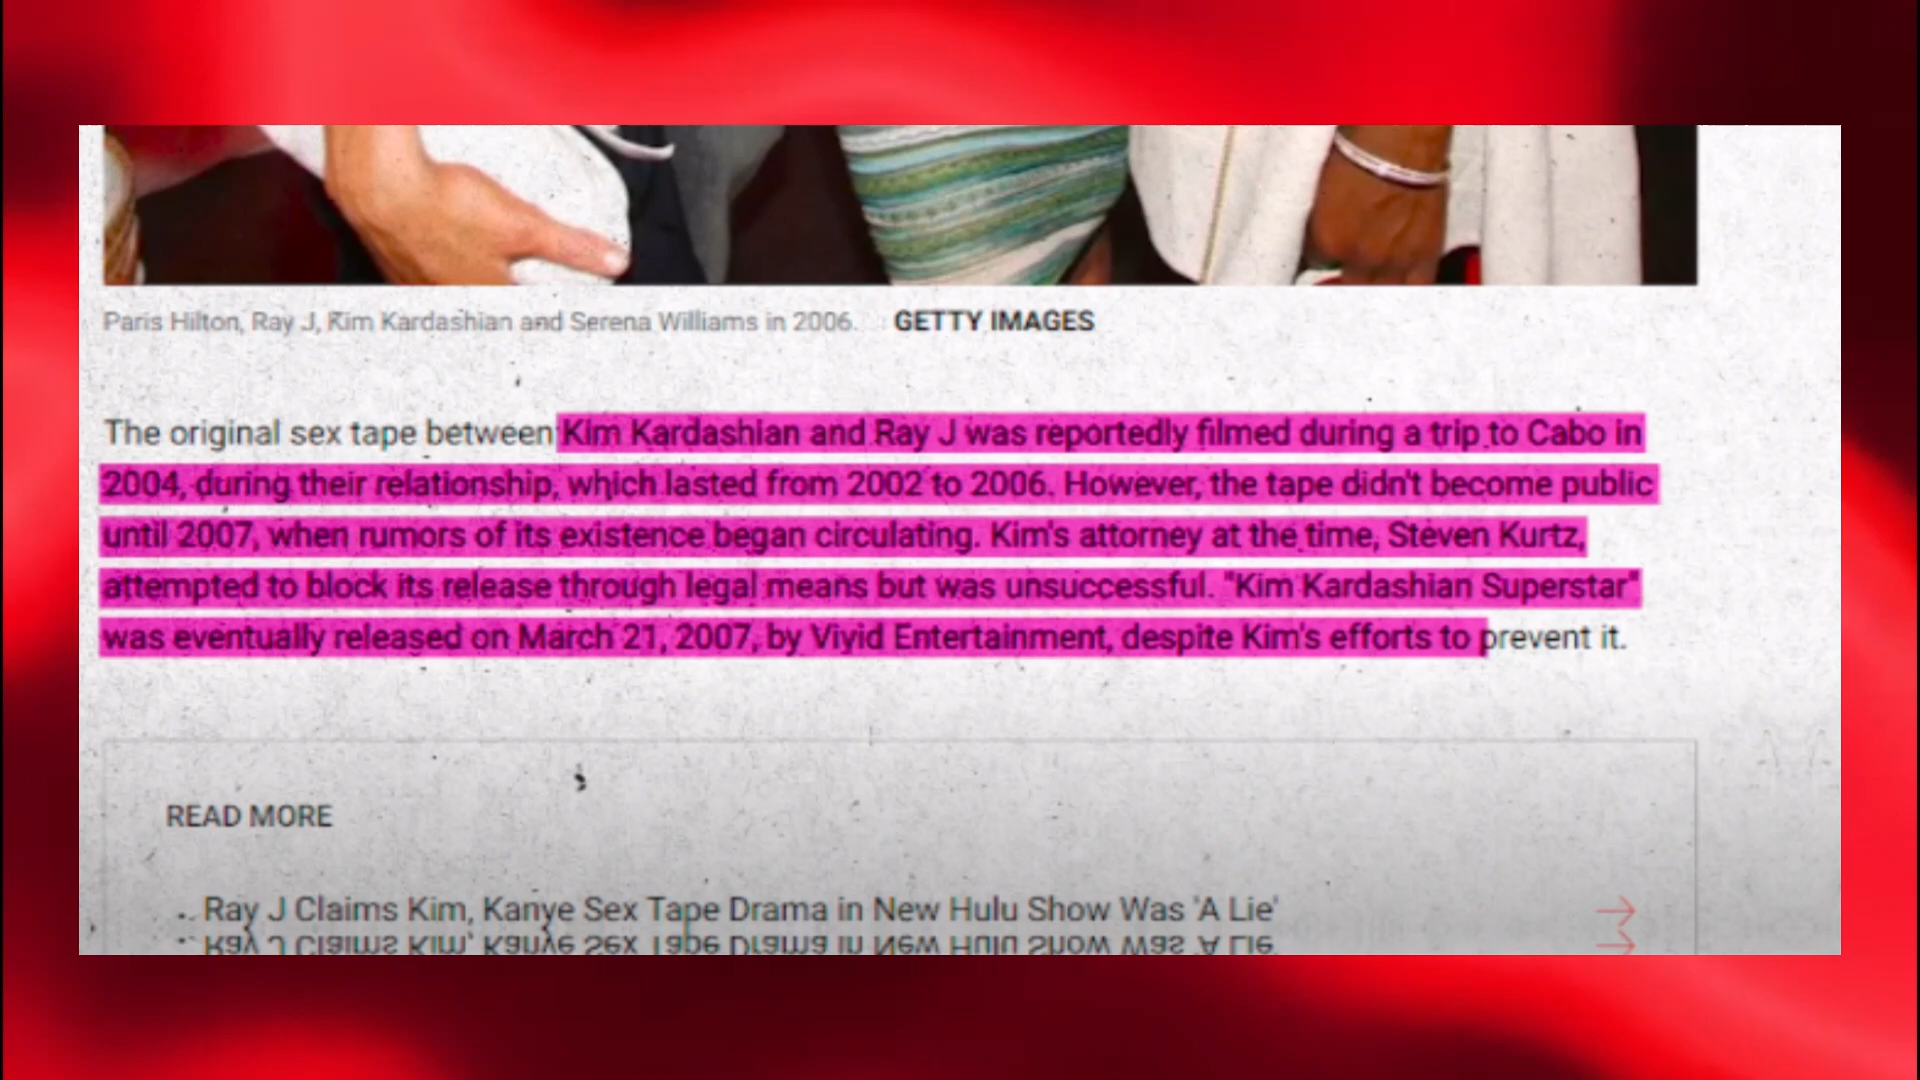 Paris Hilton, Ray J, Kim Kardashian and Serena Williams in 2006. GETTY IMAGES
The original sex tape between Kim Kardashian and Ray J was reportedly filmed during a trip to Cabo in
2004, during their relationship, which lasted from 2002 to 2006. However, the tape didn't become public
until 2007, when rumors of its existence began circulating. Kim's attorney at the time, Steven Kurtz,
attempted to block its release through legal means but was unsuccessful. "Kim Kardashian Superstar"
was eventually released on March 21, 2007, by Vivid Entertainment, despite Kim's efforts to prevent it.
READ MORE
Ray J Claims Kim, Kanye Sex Tape Drama in New Hulu Show Was 'A Lie'